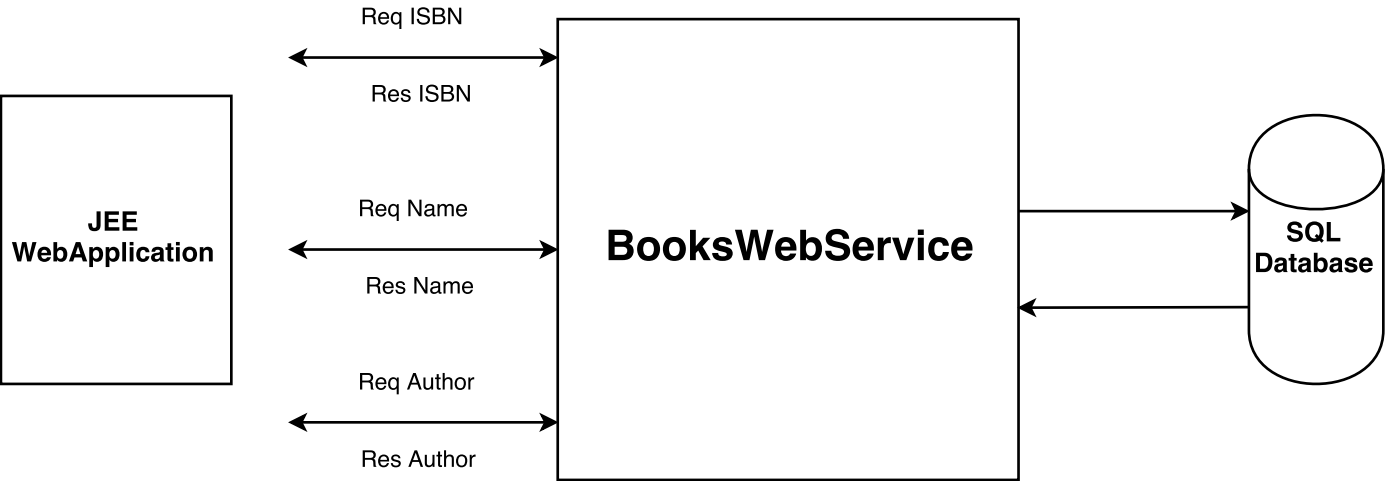 Req ISBN
Res ISBN
JEE
WebApplication
Req Name
Res Name
BooksWebService
SQL
Database
Req Author
Res Author